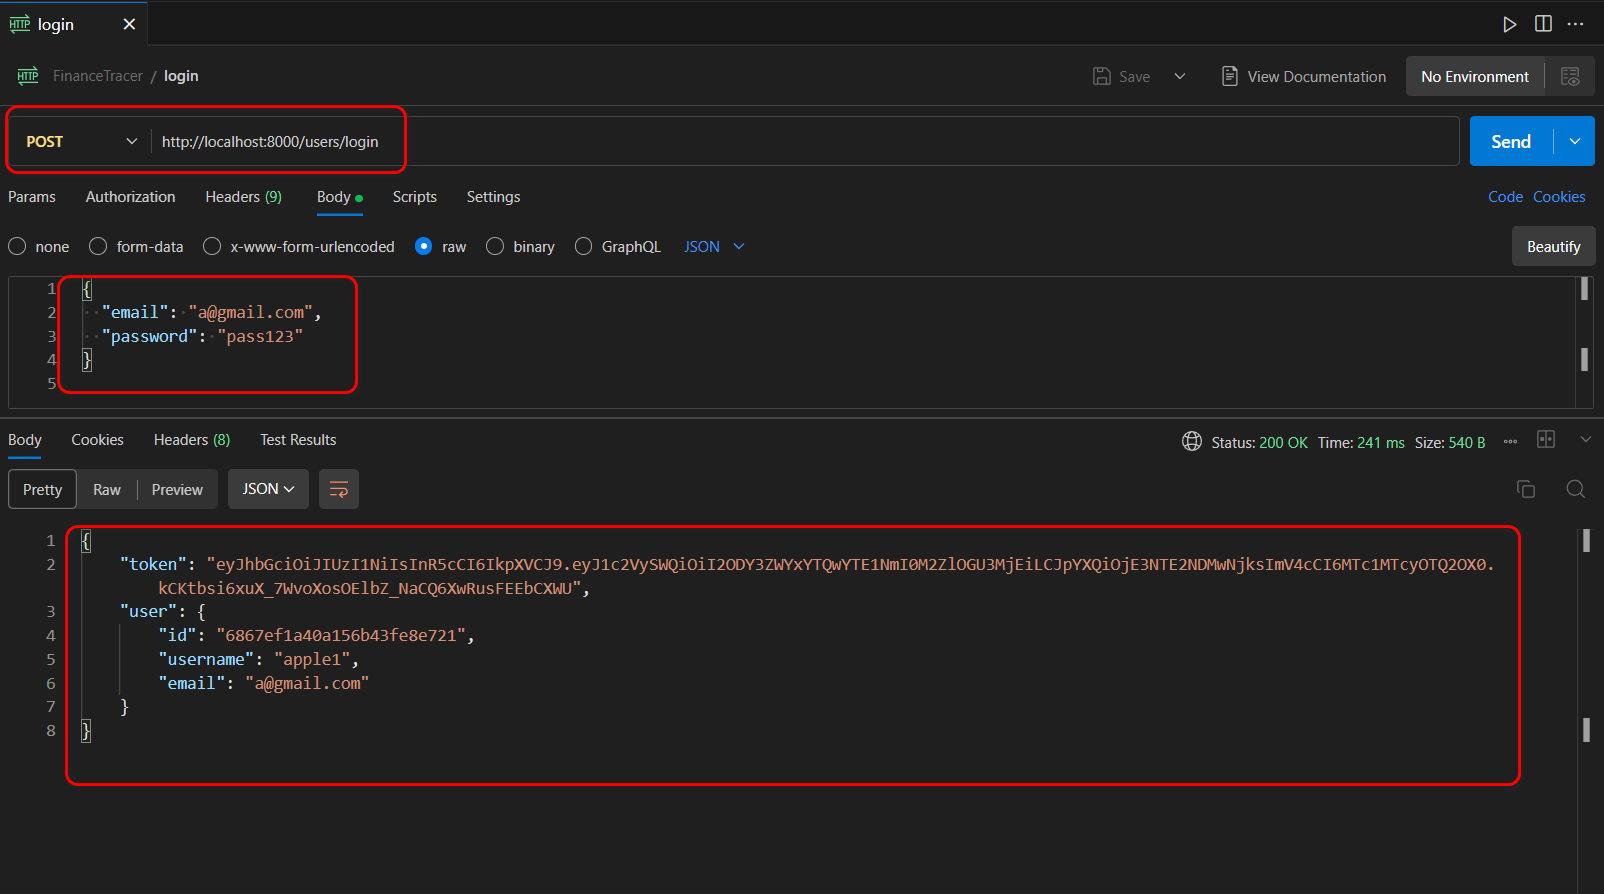 HTTP login
HTTP FinanceTracer / login Save View Documentation No Environment
POST http://localhost:8000/users/login Send
Params Authorization Headers (9) Body Scripts Settings Code Cookies
none form-data x-www-form-urlencoded raw binary GraphQL JSON Beautify
1 {
2 "email": "a@gmail.com",
3 "password": "pass123"
4 }
5
Body Cookies Headers (8) Test Results Status: 200 OK Time: 241 ms Size: 540 B
Pretty Raw Preview JSON
1 {
2 "token": "eyJhbGciOiJIUzI1NiIsInR5cCI6IkpXVCJ9.eyJ1c2VySWQiOiI2ODY3ZWYxYTQwYTE1NmI0M2ZlOGU3MjEiLCJpYXQiOjE3NTE2NDMwNjksImV4cCI6MTc1MTcyOTQ2OX0.
kCKtbsi6xuX_7WvoXosOElbZ_NaCQ6XwRusFEEbCXWU",
3 "user": {
4 "id": "6867ef1a40a156b43fe8e721",
5 "username": "apple1",
6 "email": "a@gmail.com"
7 }
8 }